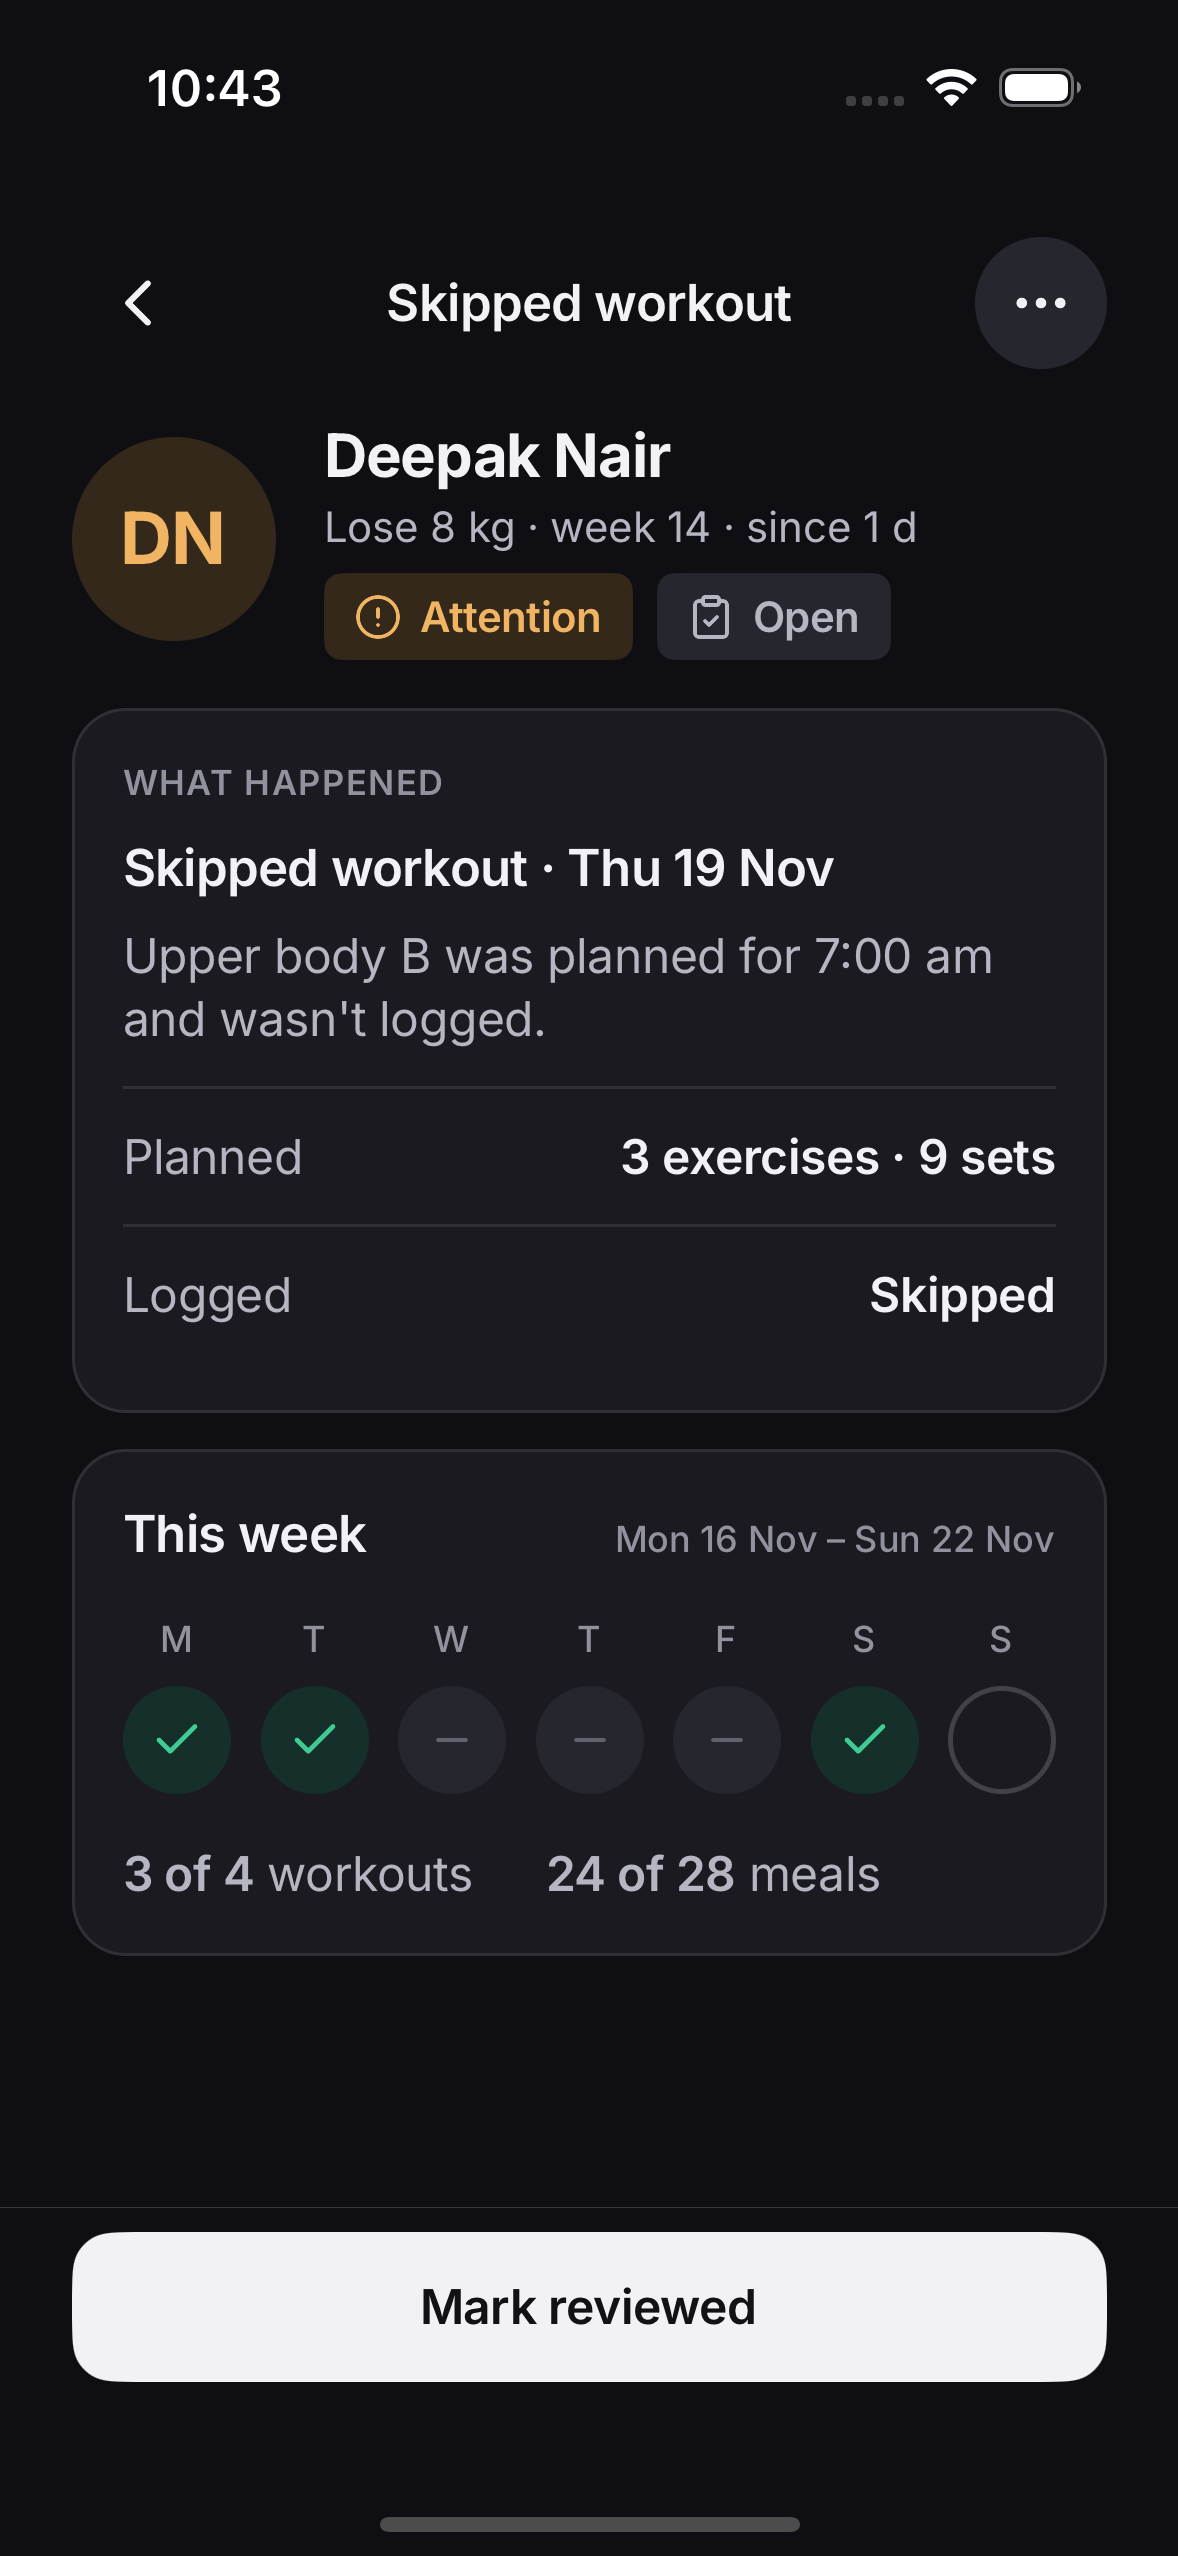 10:43
Skipped workout
DN
Deepak Nair
Lose 8 kg · week 14 · since 1 d
Attention
Open
WHAT HAPPENED
Skipped workout · Thu 19 Nov
Upper body B was planned for 7:00 am
and wasn't logged.
Planned 3 exercises · 9 sets
Logged Skipped
This week Mon 16 Nov – Sun 22 Nov
M T W T F S S
3 of 4 workouts 24 of 28 meals
Mark reviewed